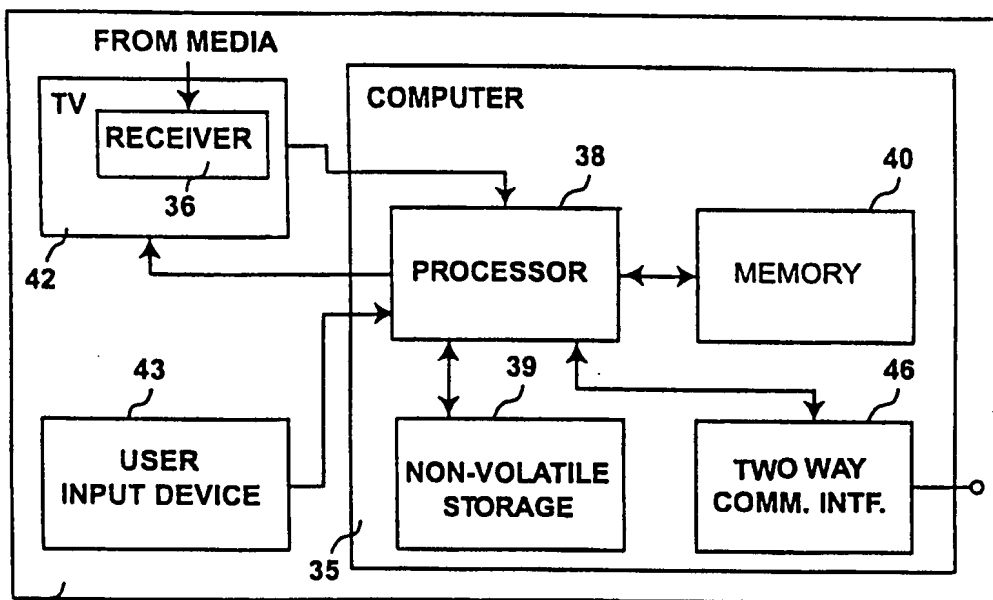 FROM MEDIA
TV
RECEIVER
36
42
COMPUTER
38
PROCESSOR
40
MEMORY
43
USER
INPUT DEVICE
39
NON-VOLATILE
STORAGE
46
TWO WAY
COMM. INTF.
35